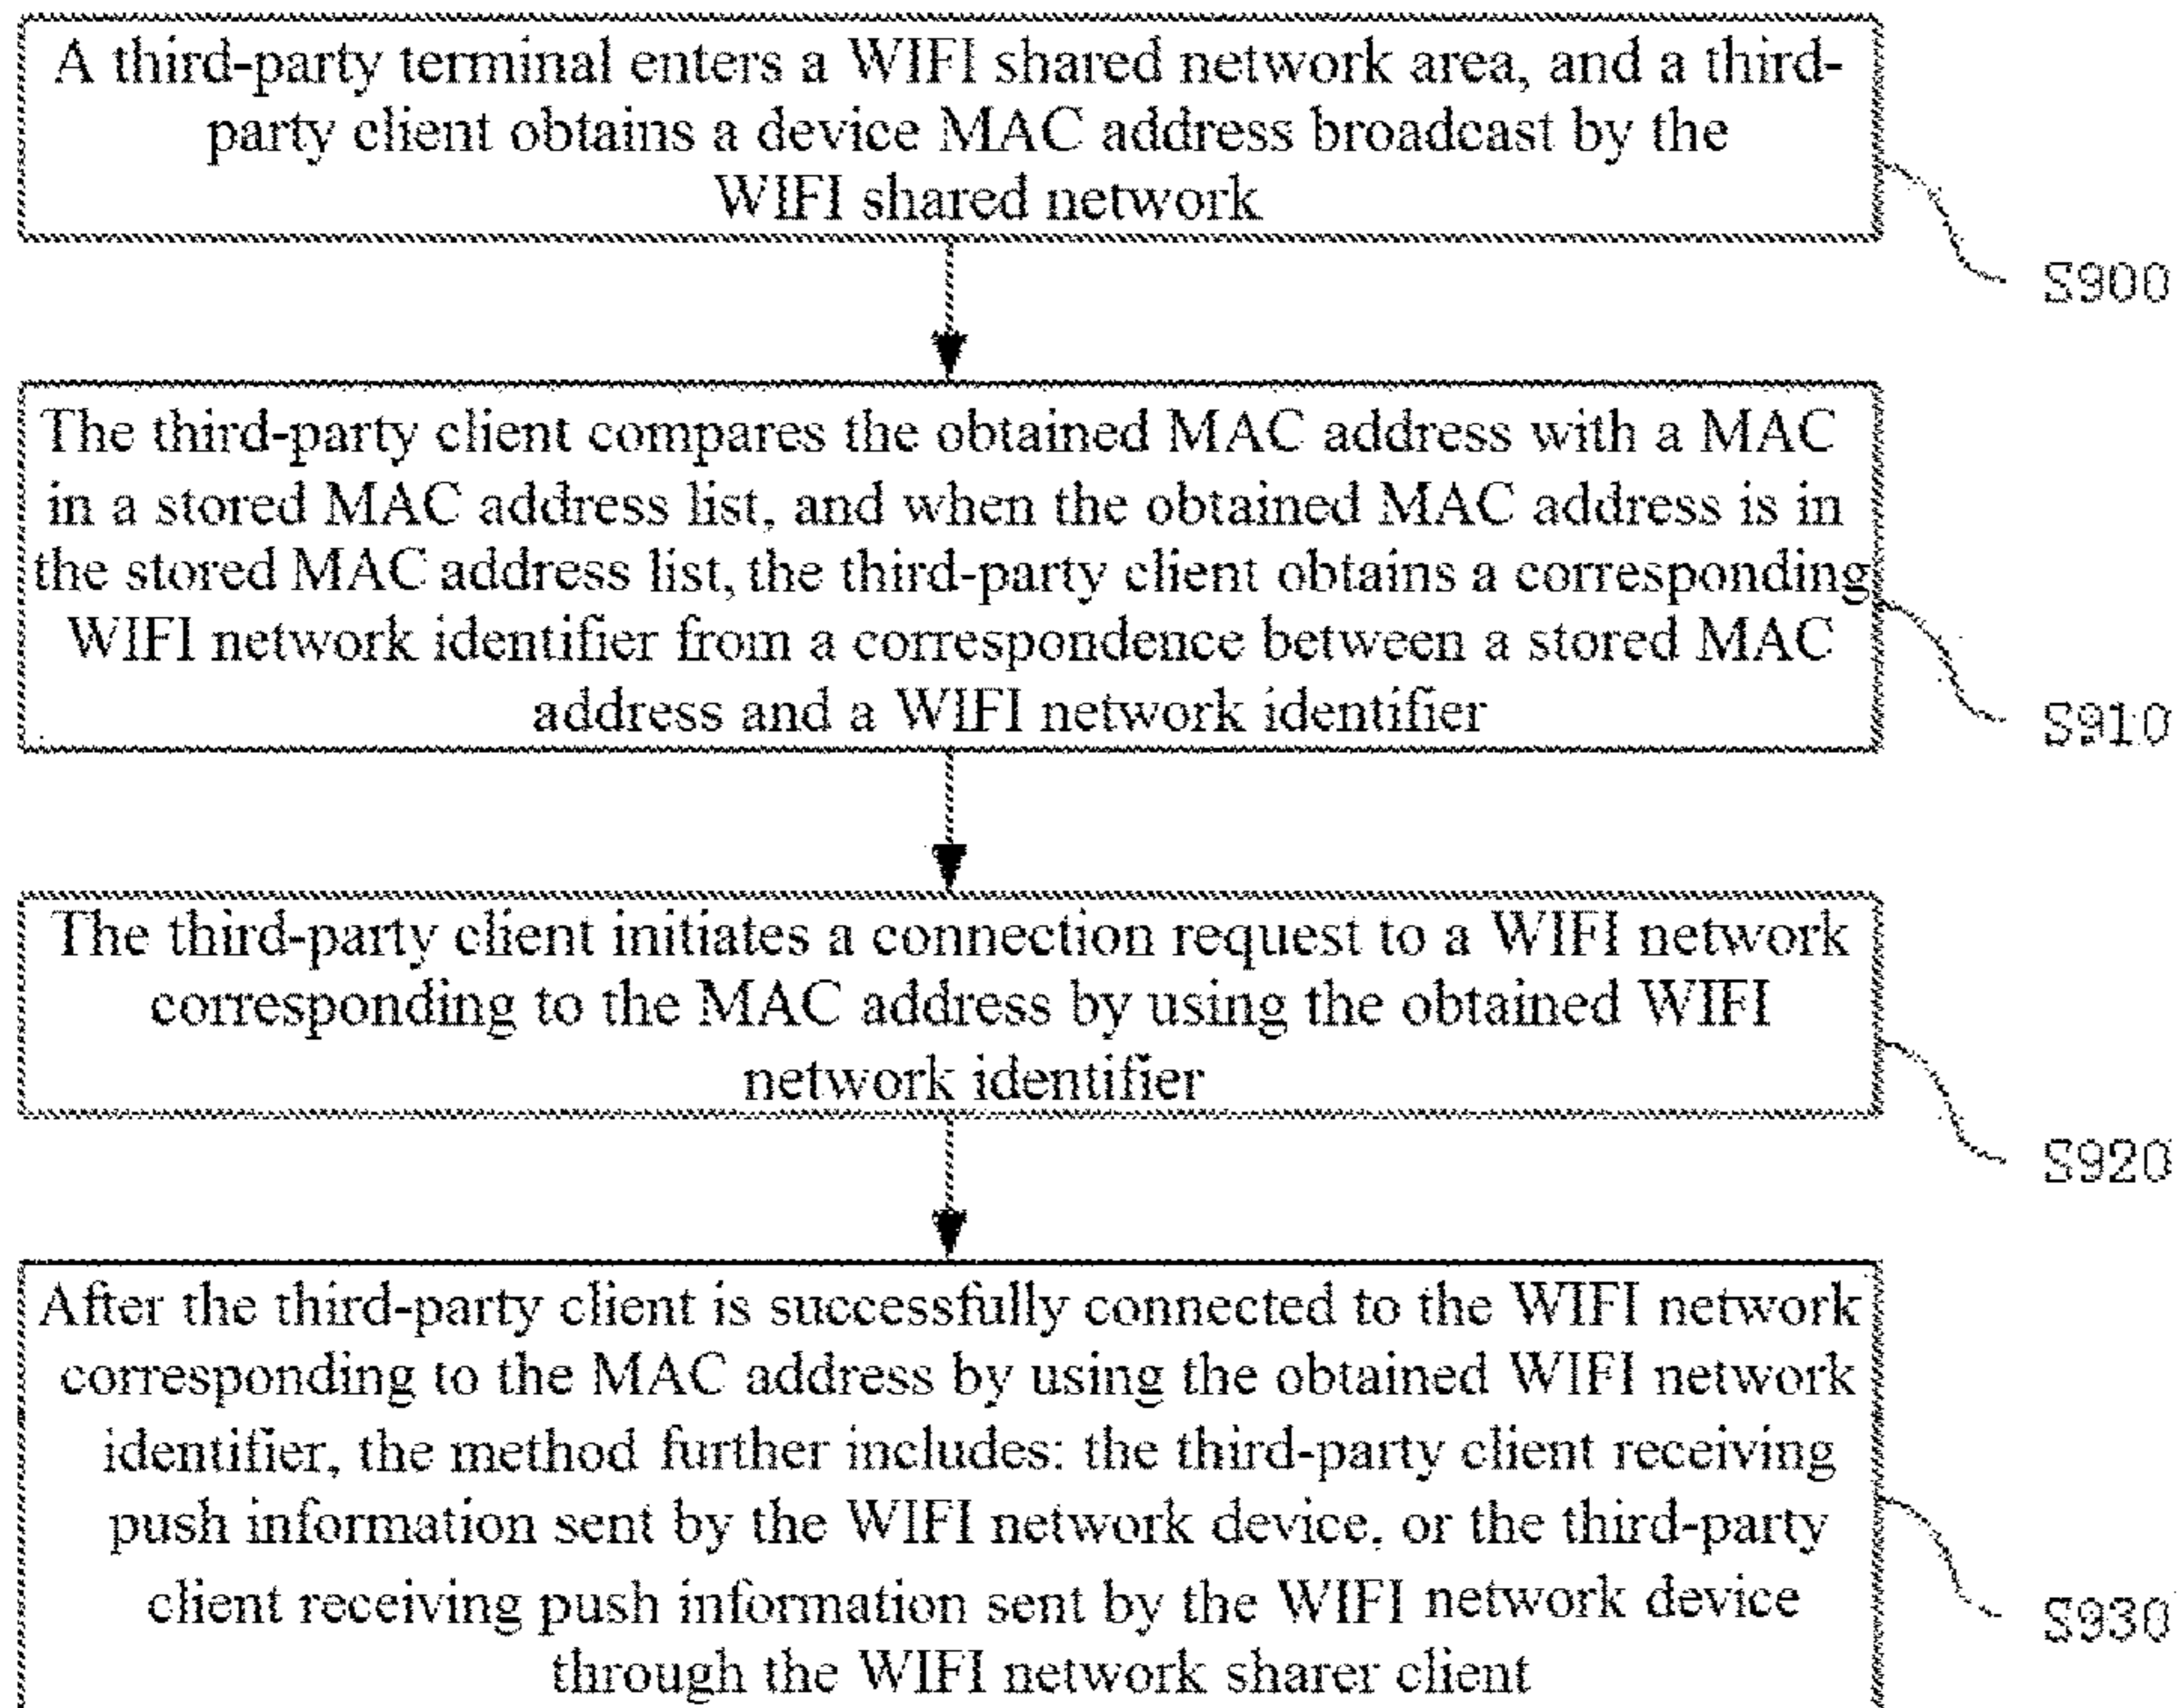 A third-party terminal enters a WIFI shared network area, and a third-
party client obtains a device MAC address broadcast by the
WIFI shared network
S900
The third-party client compares the obtained MAC address with a MAC
in a stored MAC address list, and when the obtained MAC address is in
the stored MAC address list, the third-party client obtains a corresponding
WIFI network identifier from a correspondence between a stored MAC
address and a WIFI network identifier
S910
The third-party client initiates a connection request to a WIFI network
corresponding to the MAC address by using the obtained WIFI
network identifier
S920
After the third-party client is successfully connected to the WIFI network
corresponding to the MAC address by using the obtained WIFI network
identifier, the method further includes: the third-party client receiving
push information sent by the WIFI network device, or the third-party
client receiving push information sent by the WIFI network device
through the WIFI network sharer client
S930